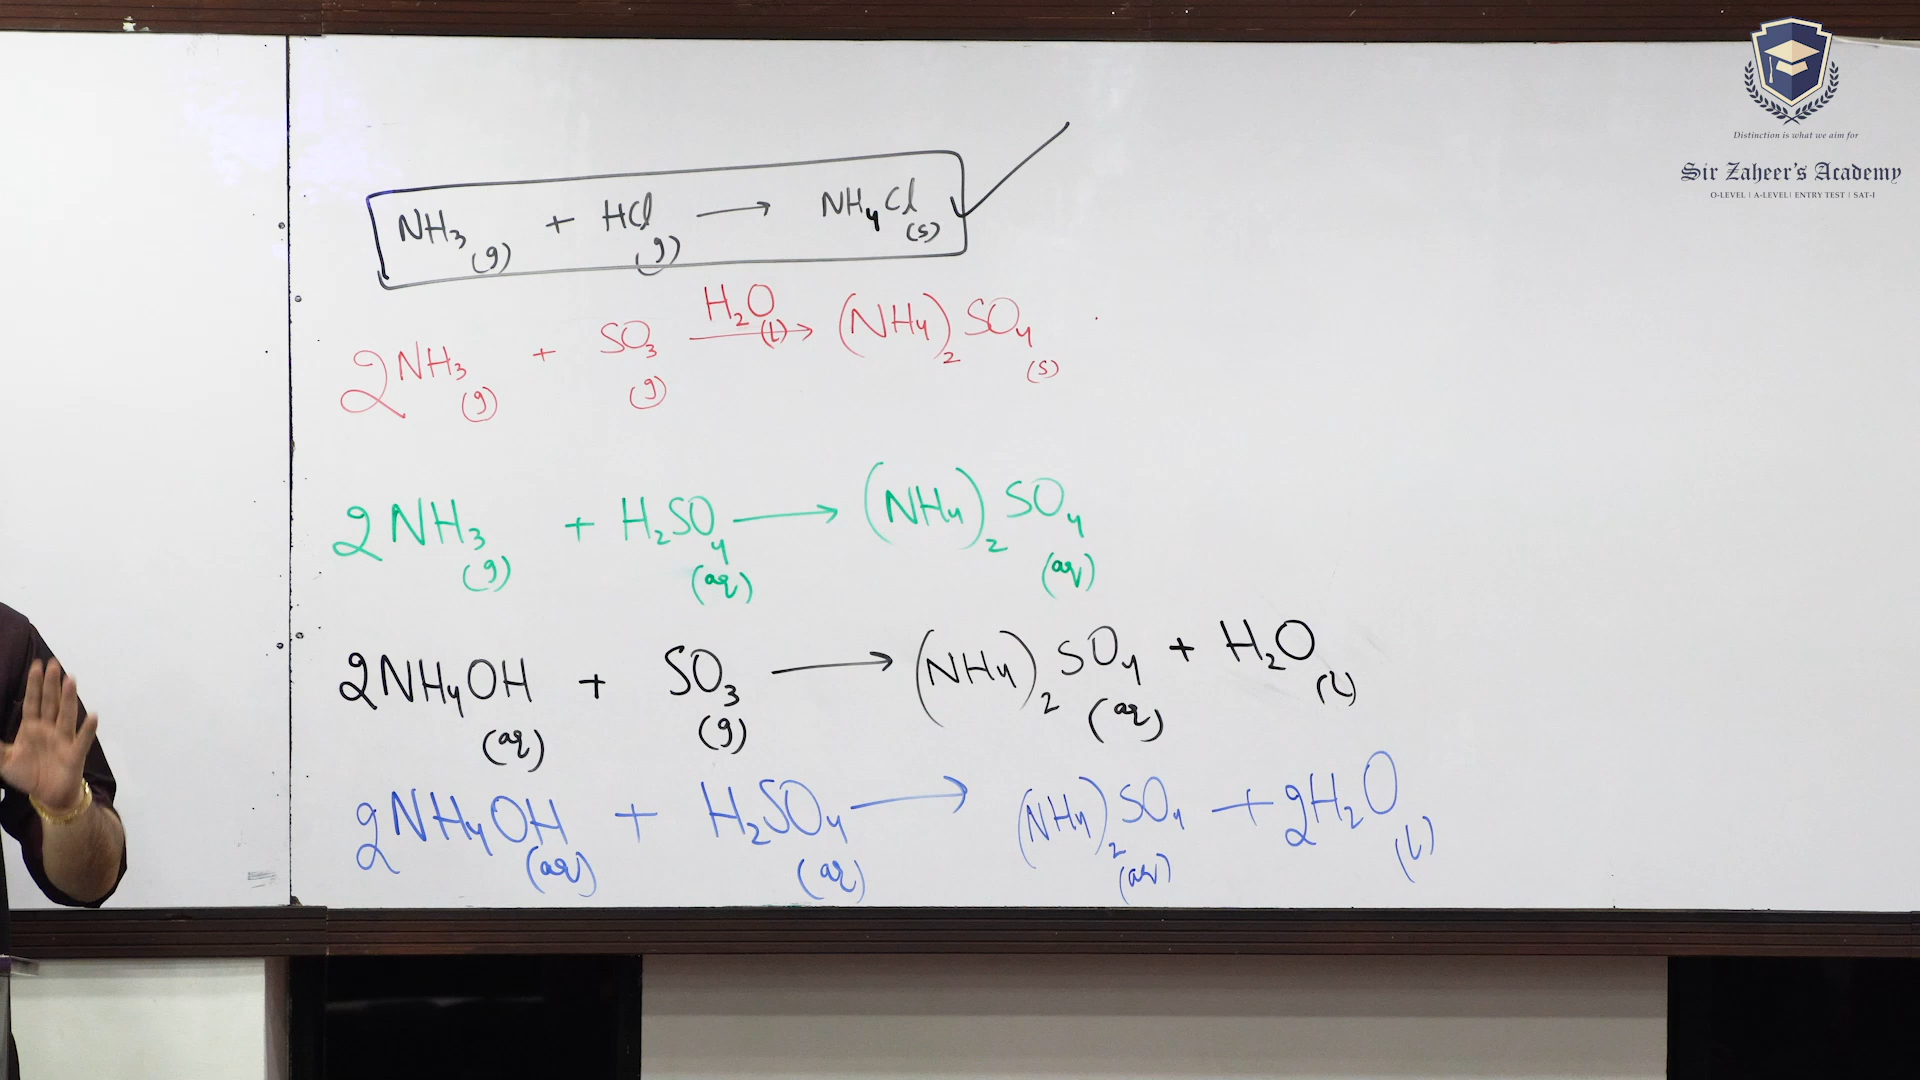 Distinction is what we aim for
Sir Zaheer's Academy
O-LEVEL | A-LEVEL | ENTRY TEST | SAT-I
NH₃(g) + HCl(g) ⟶ NH₄Cl(s)
2NH₃(g) + SO₃(g) ⟶ H₂O(l) (NH₄)₂SO₄(s)
2NH₃(g) + H₂SO₄(aq) ⟶ (NH₄)₂SO₄(aq)
2NH₄OH(aq) + SO₃(g) ⟶ (NH₄)₂SO₄(aq) + H₂O(l)
2NH₄OH(aq) + H₂SO₄(aq) ⟶ (NH₄)₂SO₄(aq) + 2H₂O(l)